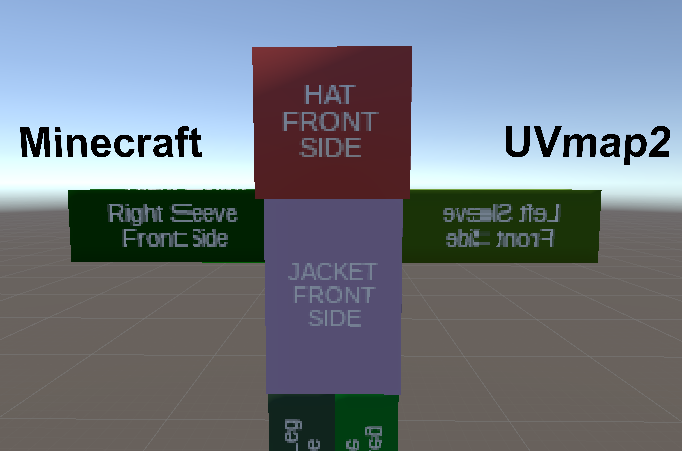 HAT
FRONT
SIDE
Minecraft
UVmap2
Right Sleeve
Front Side
Left Sleeve
Front Side
JACKET
FRONT
SIDE